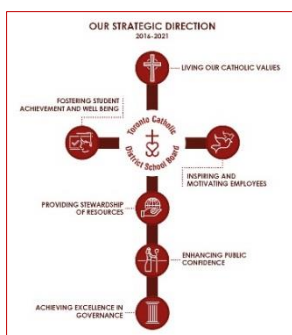 OUR STRATEGIC DIRECTION
2016-2021
LIVING OUR CATHOLIC VALUES
FOSTERING STUDENT
ACHIEVEMENT AND WELL BEING
Toronto Catholic
District School Board
INSPIRING AND
MOTIVATING EMPLOYEES
PROVIDING STEWARDSHIP
OF RESOURCES
ENHANCING PUBLIC
CONFIDENCE
ACHIEVING EXCELLENCE IN
GOVERNANCE